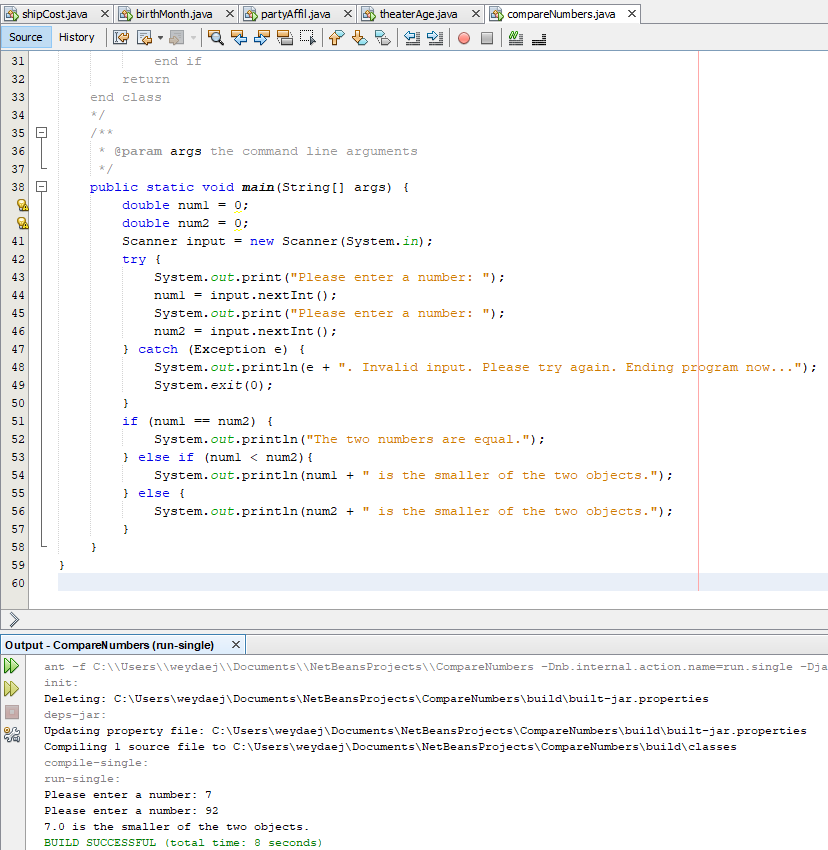 shipCost.java birthMonth.java partyAffil.java theaterAge.java compareNumbers.java
Source History
31 end if
32 return
33 end class
34 */
35 /**
36 * @param args the command line arguments
37 */
38 public static void main(String[] args) {
double num1 = 0;
double num2 = 0;
41 Scanner input = new Scanner(System.in);
42 try {
43 System.out.print("Please enter a number: ");
44 num1 = input.nextInt();
45 System.out.print("Please enter a number: ");
46 num2 = input.nextInt();
47 } catch (Exception e) {
48 System.out.println(e + ". Invalid input. Please try again. Ending program now...");
49 System.exit(0);
50 }
51 if (num1 == num2) {
52 System.out.println("The two numbers are equal.");
53 } else if (num1 < num2){
54 System.out.println(num1 + " is the smaller of the two objects.");
55 } else {
56 System.out.println(num2 + " is the smaller of the two objects.");
57 }
58 }
59 }
60
Output - CompareNumbers (run-single)
ant -f C:\\Users\\weydaej\\Documents\\NetBeansProjects\\CompareNumbers -Dnb.internal.action.name=run.single -Dja
init:
Deleting: C:\Users\weydaej\Documents\NetBeansProjects\CompareNumbers\build\built-jar.properties
deps-jar:
Updating property file: C:\Users\weydaej\Documents\NetBeansProjects\CompareNumbers\build\built-jar.properties
Compiling 1 source file to C:\Users\weydaej\Documents\NetBeansProjects\CompareNumbers\build\classes
compile-single:
run-single:
Please enter a number: 7
Please enter a number: 92
7.0 is the smaller of the two objects.
BUILD SUCCESSFUL (total time: 8 seconds)